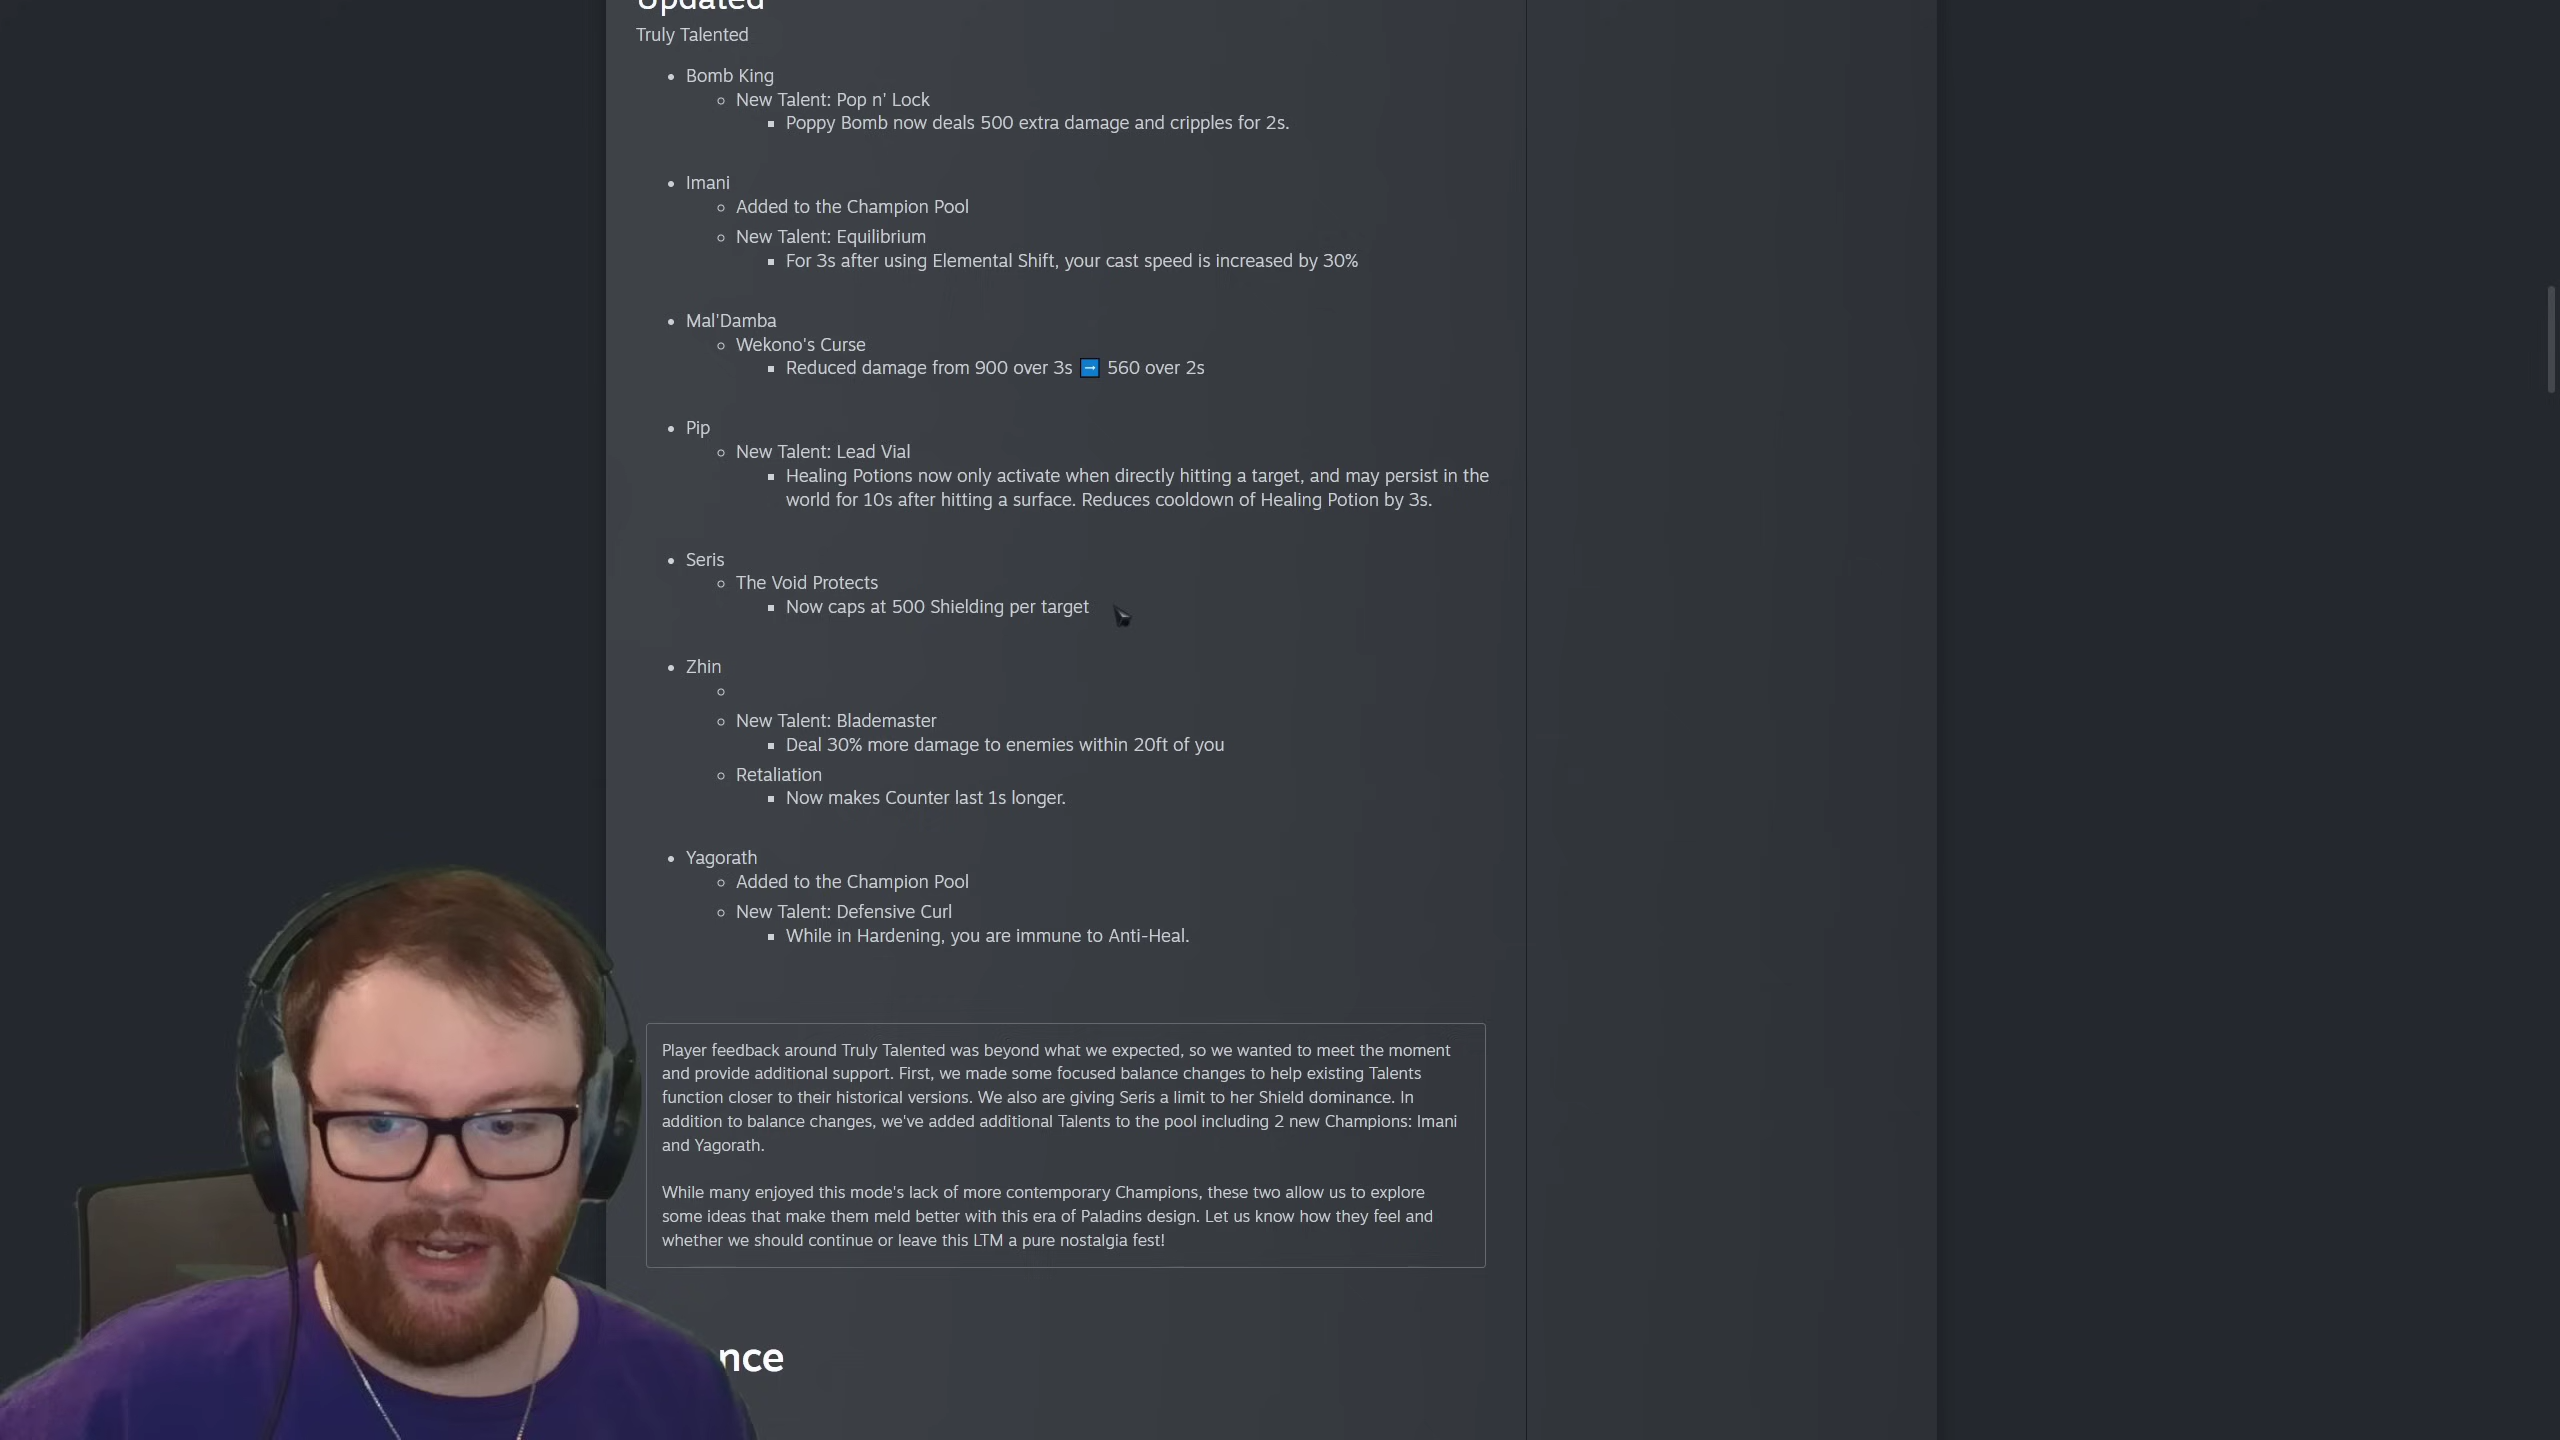 Updated
Truly Talented
Bomb King
New Talent: Pop n' Lock
Poppy Bomb now deals 500 extra damage and cripples for 2s.
Imani
Added to the Champion Pool
New Talent: Equilibrium
For 3s after using Elemental Shift, your cast speed is increased by 30%
Mal'Damba
Wekono's Curse
Reduced damage from 900 over 3s ➡ 560 over 2s
Pip
New Talent: Lead Vial
Healing Potions now only activate when directly hitting a target, and may persist in the
world for 10s after hitting a surface. Reduces cooldown of Healing Potion by 3s.
Seris
The Void Protects
Now caps at 500 Shielding per target
Zhin
New Talent: Blademaster
Deal 30% more damage to enemies within 20ft of you
Retaliation
Now makes Counter last 1s longer.
Yagorath
Added to the Champion Pool
New Talent: Defensive Curl
While in Hardening, you are immune to Anti-Heal.
Player feedback around Truly Talented was beyond what we expected, so we wanted to meet the moment
and provide additional support. First, we made some focused balance changes to help existing Talents
function closer to their historical versions. We also are giving Seris a limit to her Shield dominance. In
addition to balance changes, we've added additional Talents to the pool including 2 new Champions: Imani
and Yagorath.
While many enjoyed this mode's lack of more contemporary Champions, these two allow us to explore
some ideas that make them meld better with this era of Paladins design. Let us know how they feel and
whether we should continue or leave this LTM a pure nostalgia fest!
nce